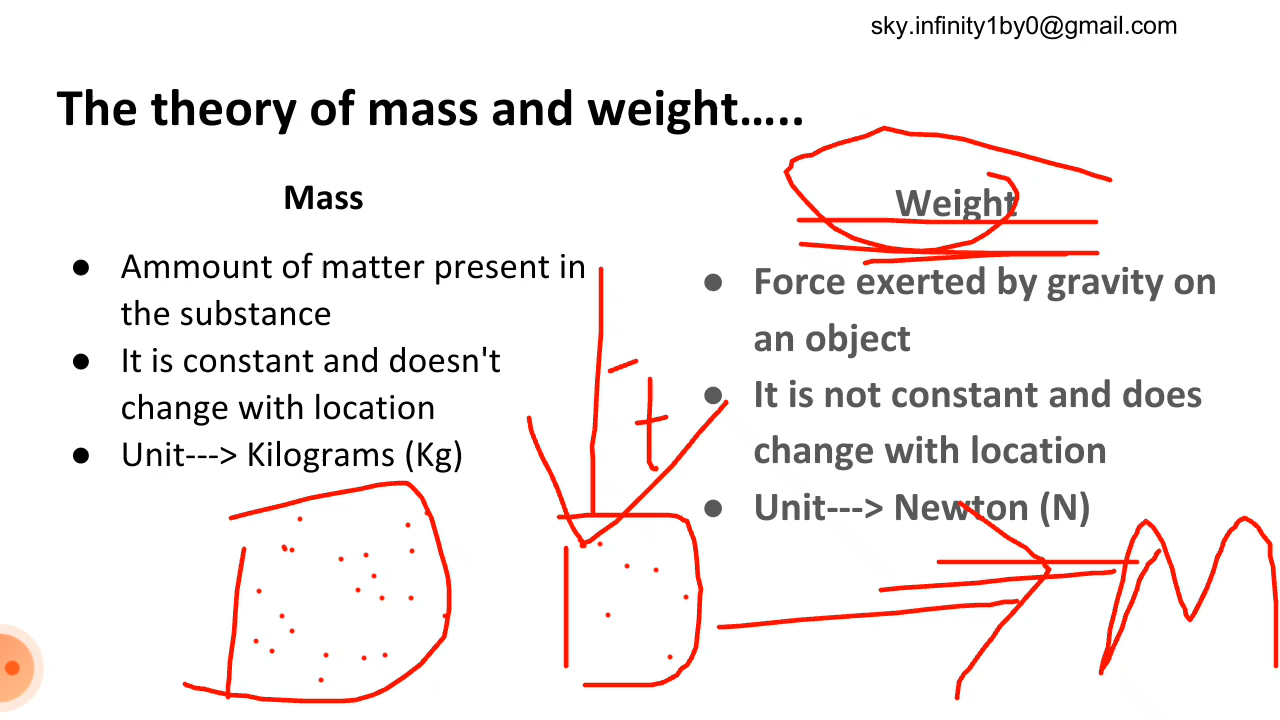 sky.infinity1by0@gmail.com
The theory of mass and weight.....
Mass
● Ammount of matter present in
the substance
● It is constant and doesn't
change with location
● Unit---> Kilograms (Kg)
Weight
● Force exerted by gravity on
an object
● It is not constant and does
change with location
● Unit---> Newton (N)
M